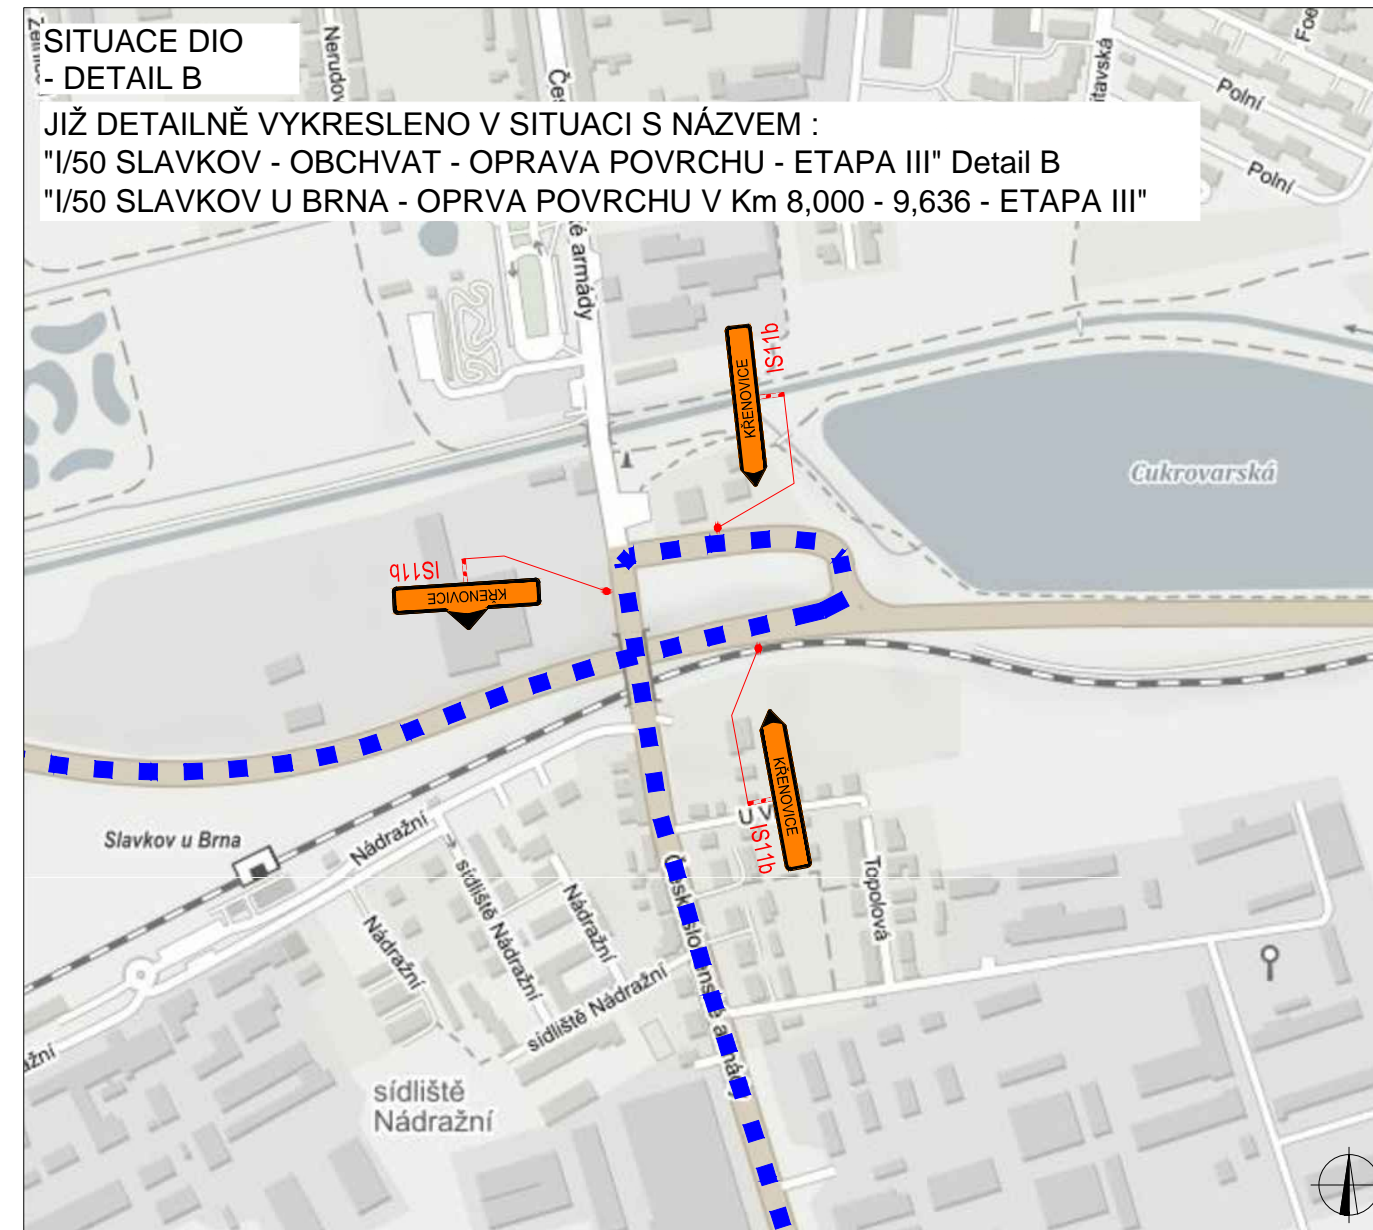 SITUACE DIO
- DETAIL B
JIŽ DETAILNĚ VYKRESLENO V SITUACI S NÁZVEM :
"I/50 SLAVKOV - OBCHVAT - OPRAVA POVRCHU - ETAPA III" Detail B
"I/50 SLAVKOV U BRNA - OPRVA POVRCHU V Km 8,000 - 9,636 - ETAPA III"
Polní
Polní
é armády
IS11b
KŘENOVICE
Cukrovarská
IS11b
KŘENOVICE
KŘENOVICE
IS11b
U V
Slavkov u Brna
Nádražní
sídliště Nádražní
Nádražní
Nádražní
sídliště Nádražní
Topolová
sídliště
Nádražní